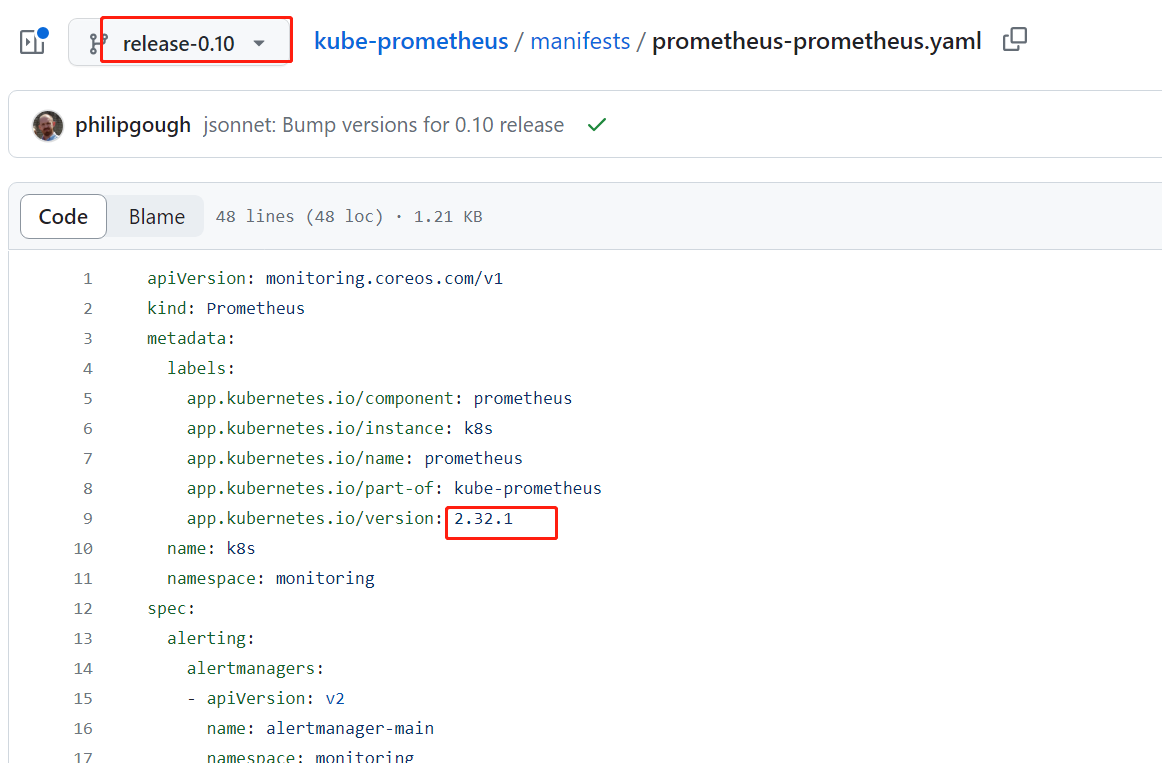 release-0.10 kube-prometheus / manifests / prometheus-prometheus.yaml
philipgough jsonnet: Bump versions for 0.10 release
Code Blame 48 lines (48 loc) · 1.21 KB
1 apiVersion: monitoring.coreos.com/v1
2 kind: Prometheus
3 metadata:
4   labels:
5     app.kubernetes.io/component: prometheus
6     app.kubernetes.io/instance: k8s
7     app.kubernetes.io/name: prometheus
8     app.kubernetes.io/part-of: kube-prometheus
9     app.kubernetes.io/version: 2.32.1
10   name: k8s
11   namespace: monitoring
12 spec:
13   alerting:
14     alertmanagers:
15     - apiVersion: v2
16       name: alertmanager-main
17       namespace: monitoring